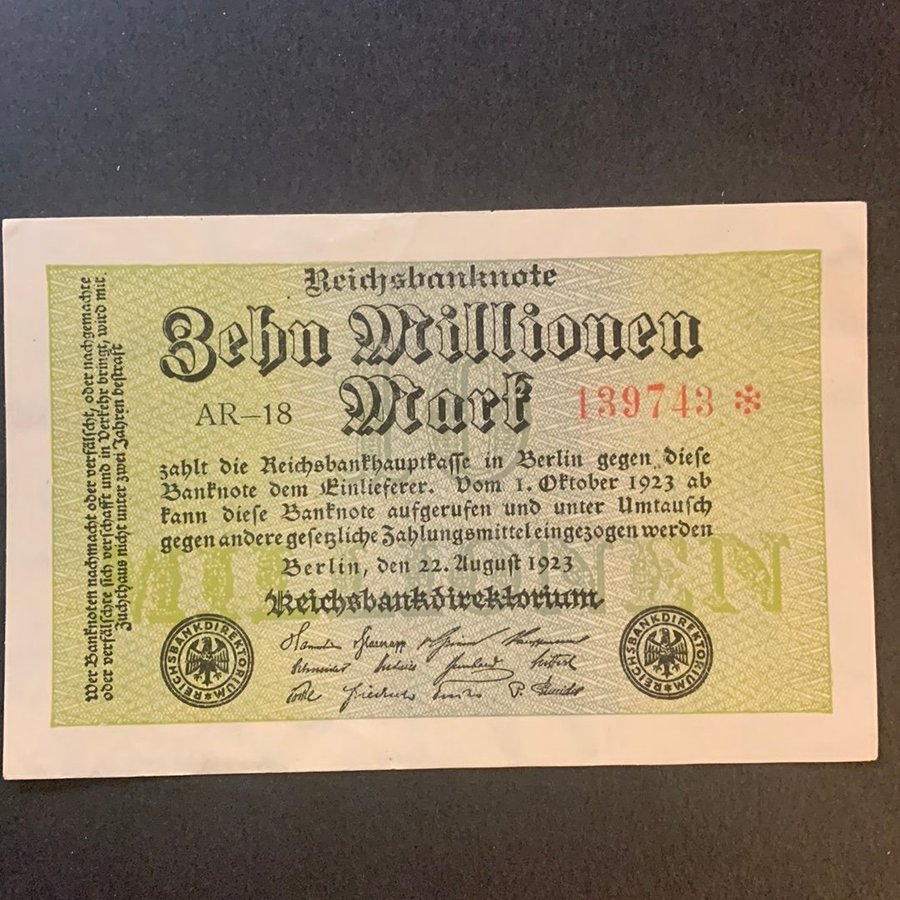 Reichsbanknote
Zehn Millionen
Mark
AR-18
139743 *
zahlt die Reichsbankhauptkasse in Berlin gegen diese
Banknote dem Einlieferer. Vom 1. Oktober 1923 ab
kann diese Banknote aufgerufen und unter Umtausch
gegen andere gesetzliche Zahlungsmittel eingezogen werden
Berlin, den 22. August 1923
Reichsbankdirektorium
REICHSBANKDIREKTORIUM
REICHSBANKDIREKTORIUM
Wer Banknoten nachmacht oder verfälscht, oder nachgemachte
oder verfälschte sich verschafft und in Verkehr bringt, wird mit
Zuchthaus nicht unter zwei Jahren bestraft